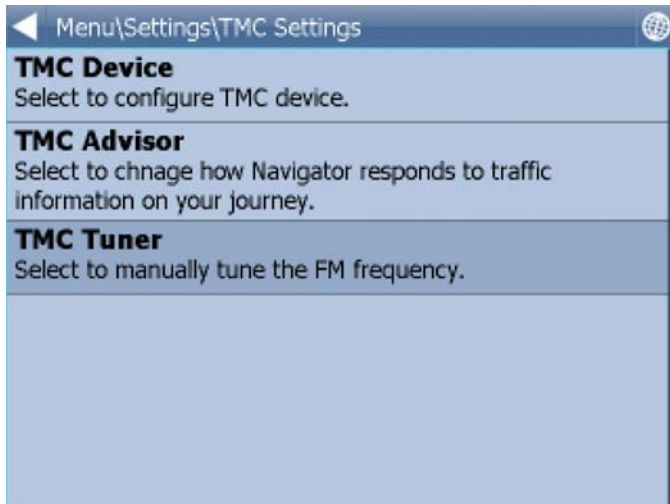 Menu\Settings\TMC Settings
TMC Device
Select to configure TMC device.
TMC Advisor
Select to chnage how Navigator responds to traffic
information on your journey.
TMC Tuner
Select to manually tune the FM frequency.